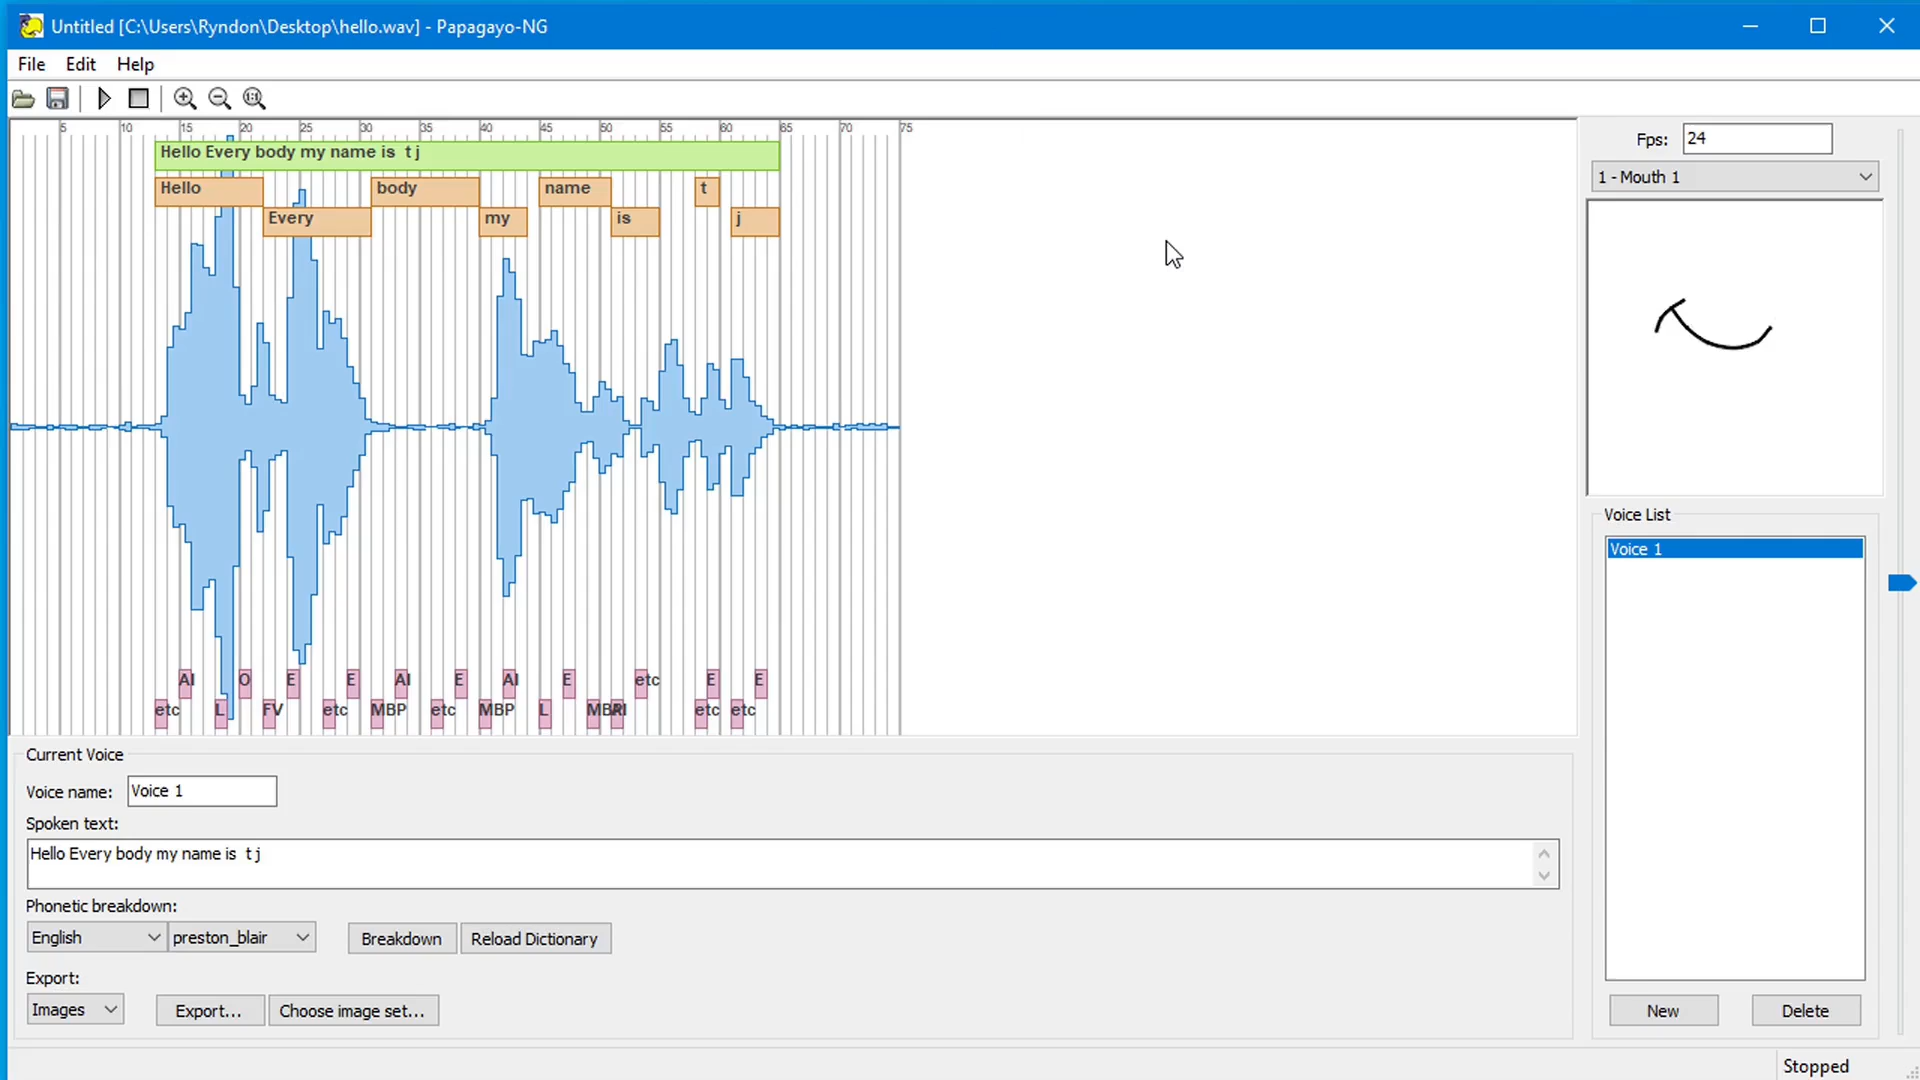 Untitled [C:\Users\Ryndon\Desktop\hello.wav] - Papagayo-NG
File Edit Help
5 10 15 20 25 30 35 40 45 50 55 60 65 70 75
Hello Every body my name is  t j
Hello body name t
Every my is j
AI O E E AI E AI E etc E E
etc L FV etc MBP etc MBP L MBP AI etc etc
Fps: 24
1 - Mouth 1
Voice List
Voice 1
New Delete
Current Voice
Voice name: Voice 1
Spoken text:
Hello Every body my name is  t j
Phonetic breakdown:
English preston_blair Breakdown Reload Dictionary
Export:
Images Export... Choose image set...
Stopped